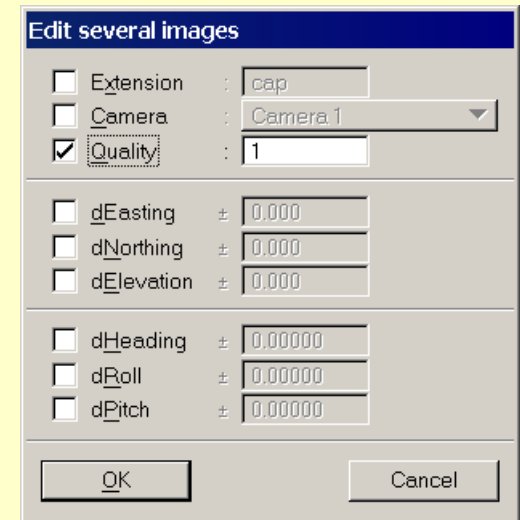 Edit several images
Extension : cap
Camera : Camera 1
Quality : 1
dEasting ± 0.000
dNorthing ± 0.000
dElevation ± 0.000
dHeading ± 0.00000
dRoll ± 0.00000
dPitch ± 0.00000
OK Cancel